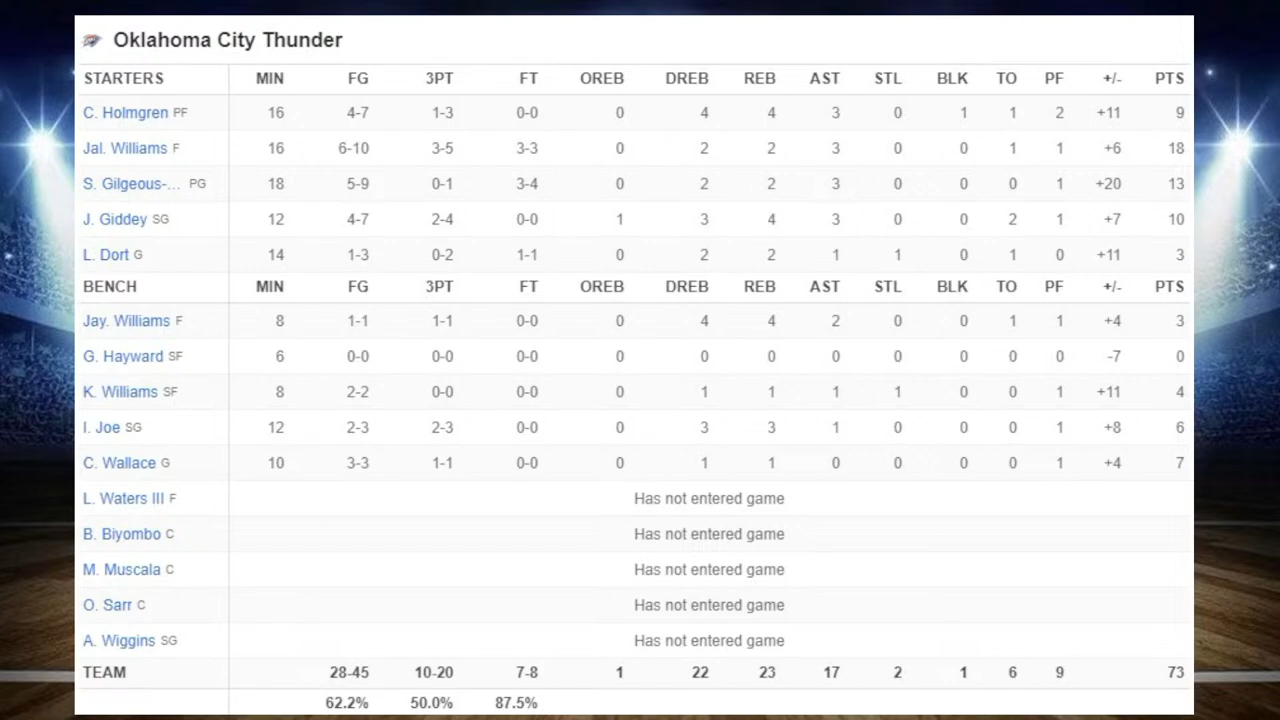 Oklahoma City Thunder
STARTERS MIN FG 3PT FT OREB DREB REB AST STL BLK TO PF +/- PTS
C. Holmgren PF 16 4-7 1-3 0-0 0 4 4 3 0 1 1 2 +11 9
Jal. Williams F 16 6-10 3-5 3-3 0 2 2 3 0 0 1 1 +6 18
S. Gilgeous-... PG 18 5-9 0-1 3-4 0 2 2 3 0 0 0 1 +20 13
J. Giddey SG 12 4-7 2-4 0-0 1 3 4 3 0 0 2 1 +7 10
L. Dort G 14 1-3 0-2 1-1 0 2 2 1 1 0 1 0 +11 3
BENCH MIN FG 3PT FT OREB DREB REB AST STL BLK TO PF +/- PTS
Jay. Williams F 8 1-1 1-1 0-0 0 4 4 2 0 0 1 1 +4 3
G. Hayward SF 6 0-0 0-0 0-0 0 0 0 0 0 0 0 0 -7 0
K. Williams SF 8 2-2 0-0 0-0 0 1 1 1 1 0 0 1 +11 4
I. Joe SG 12 2-3 2-3 0-0 0 3 3 1 0 0 0 1 +8 6
C. Wallace G 10 3-3 1-1 0-0 0 1 1 0 0 0 0 1 +4 7
L. Waters III F Has not entered game
B. Biyombo C Has not entered game
M. Muscala C Has not entered game
O. Sarr C Has not entered game
A. Wiggins SG Has not entered game
TEAM 28-45 10-20 7-8 1 22 23 17 2 1 6 9 73
62.2% 50.0% 87.5%